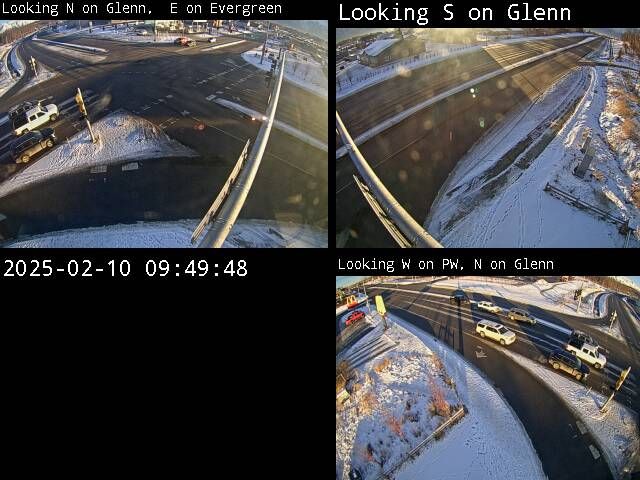 Looking N on Glenn,  E on Evergreen
Looking S on Glenn
2025-02-10 09:49:48
Looking W on PW, N on Glenn